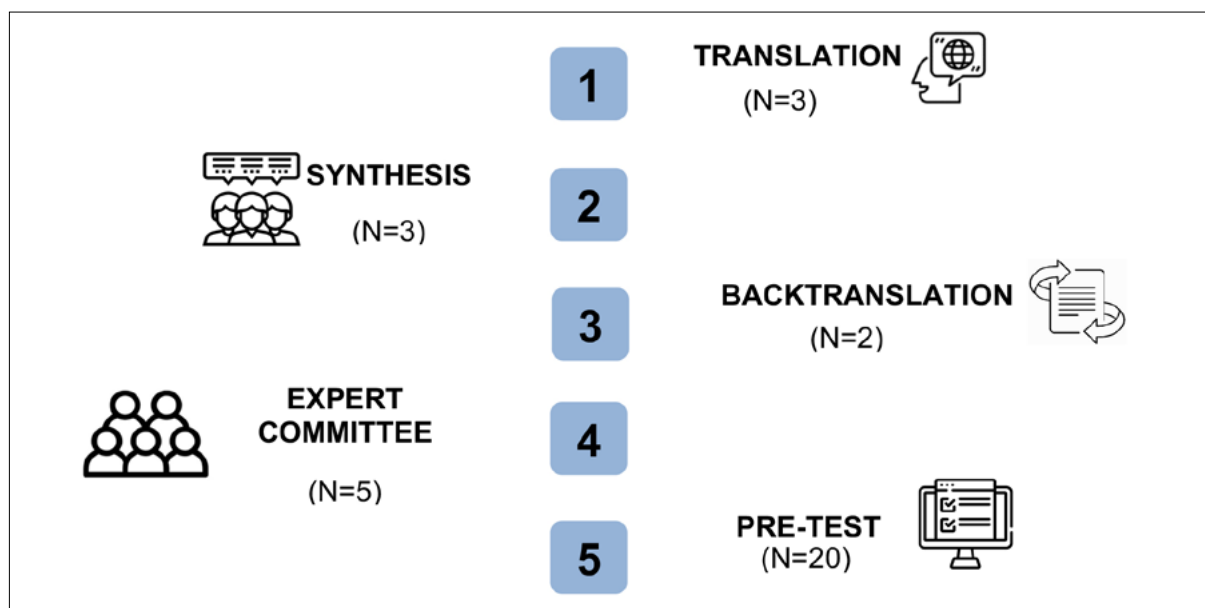 1
TRANSLATION
(N=3)
SYNTHESIS
(N=3)
2
BACKTRANSLATION
(N=2)
3
EXPERT
COMMITTEE
(N=5)
4
PRE-TEST
(N=20)
5